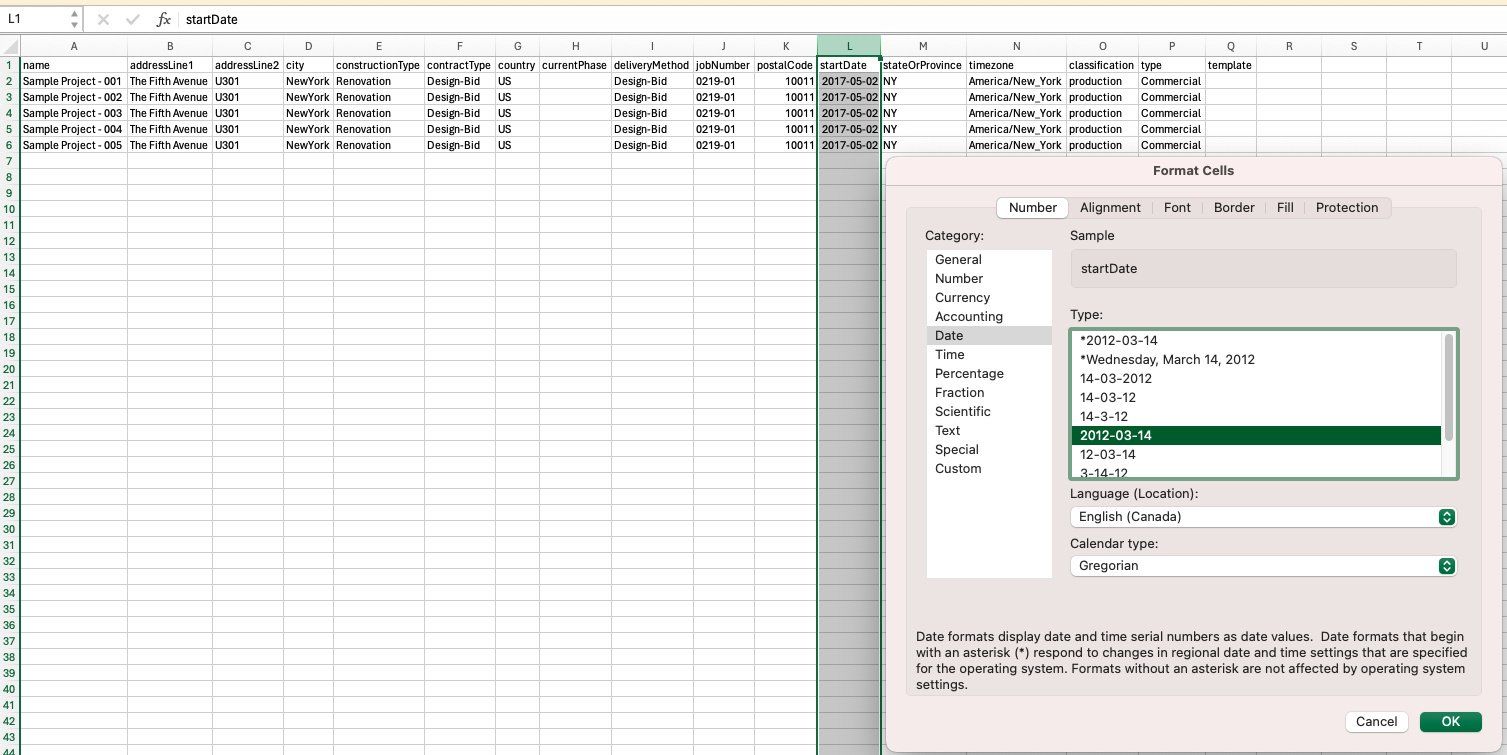 L1 fx startDate
A B C D E F G H I J K L M N O P Q R S T U
1 name addressLine1 addressLine2 city constructionType contractType country currentPhase deliveryMethod jobNumber postalCode startDate stateOrProvince timezone classification type template
2 Sample Project - 001 The Fifth Avenue U301 NewYork Renovation Design-Bid US Design-Bid 0219-01 10011 2017-05-02 NY America/New_York production Commercial
3 Sample Project - 002 The Fifth Avenue U301 NewYork Renovation Design-Bid US Design-Bid 0219-01 10011 2017-05-02 NY America/New_York production Commercial
4 Sample Project - 003 The Fifth Avenue U301 NewYork Renovation Design-Bid US Design-Bid 0219-01 10011 2017-05-02 NY America/New_York production Commercial
5 Sample Project - 004 The Fifth Avenue U301 NewYork Renovation Design-Bid US Design-Bid 0219-01 10011 2017-05-02 NY America/New_York production Commercial
6 Sample Project - 005 The Fifth Avenue U301 NewYork Renovation Design-Bid US Design-Bid 0219-01 10011 2017-05-02 NY America/New_York production Commercial
7
8
9
10
11
12
13
14
15
16
17
18
19
20
21
22
23
24
25
26
27
28
29
30
31
32
33
34
35
36
37
38
39
40
41
42
43
44
Format Cells
Number Alignment Font Border Fill Protection
Category:
General
Number
Currency
Accounting
Date
Time
Percentage
Fraction
Scientific
Text
Special
Custom
Sample
startDate
Type:
*2012-03-14
*Wednesday, March 14, 2012
14-03-2012
14-03-12
14-3-12
2012-03-14
12-03-14
3-14-12
Language (Location):
English (Canada)
Calendar type:
Gregorian
Date formats display date and time serial numbers as date values.  Date formats that begin
with an asterisk (*) respond to changes in regional date and time settings that are specified
for the operating system. Formats without an asterisk are not affected by operating system
settings.
Cancel OK